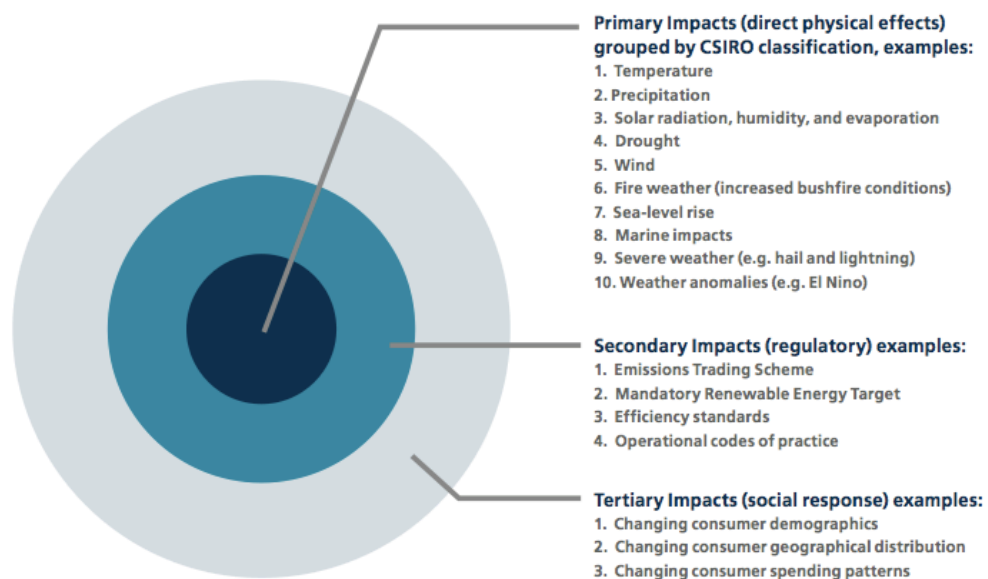 Primary Impacts (direct physical effects)
grouped by CSIRO classification, examples:
1. Temperature
2. Precipitation
3. Solar radiation, humidity, and evaporation
4. Drought
5. Wind
6. Fire weather (increased bushfire conditions)
7. Sea-level rise
8. Marine impacts
9. Severe weather (e.g. hail and lightning)
10. Weather anomalies (e.g. El Nino)
Secondary Impacts (regulatory) examples:
1. Emissions Trading Scheme
2. Mandatory Renewable Energy Target
3. Efficiency standards
4. Operational codes of practice
Tertiary Impacts (social response) examples:
1. Changing consumer demographics
2. Changing consumer geographical distribution
3. Changing consumer spending patterns